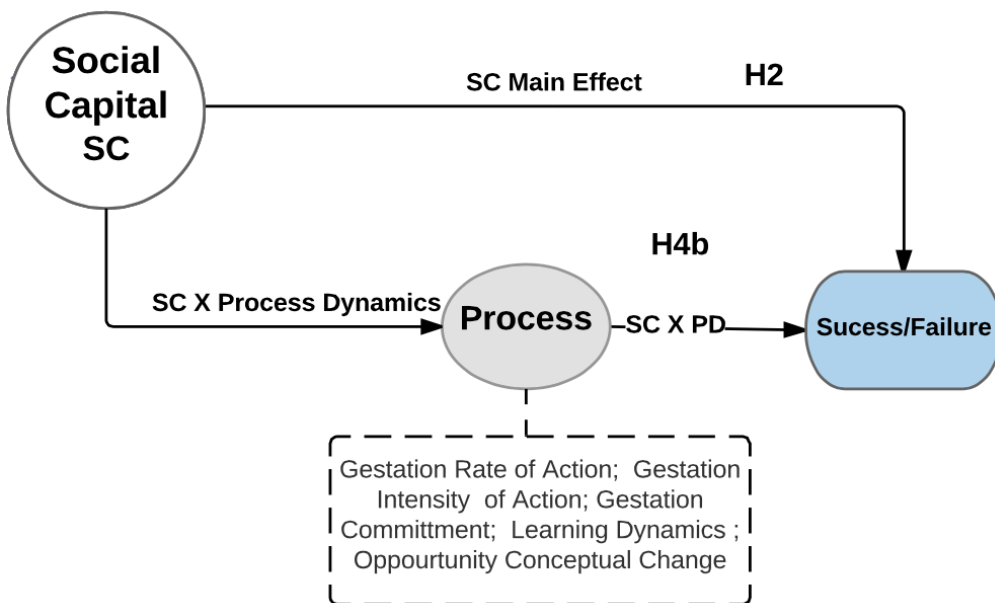 Social
Capital
SC
SC Main Effect
H2
H4b
SC X Process Dynamics
Process
SC X PD
Sucess/Failure
Gestation Rate of Action; Gestation
Intensity of Action; Gestation
Committment; Learning Dynamics ;
Oppourtunity Conceptual Change